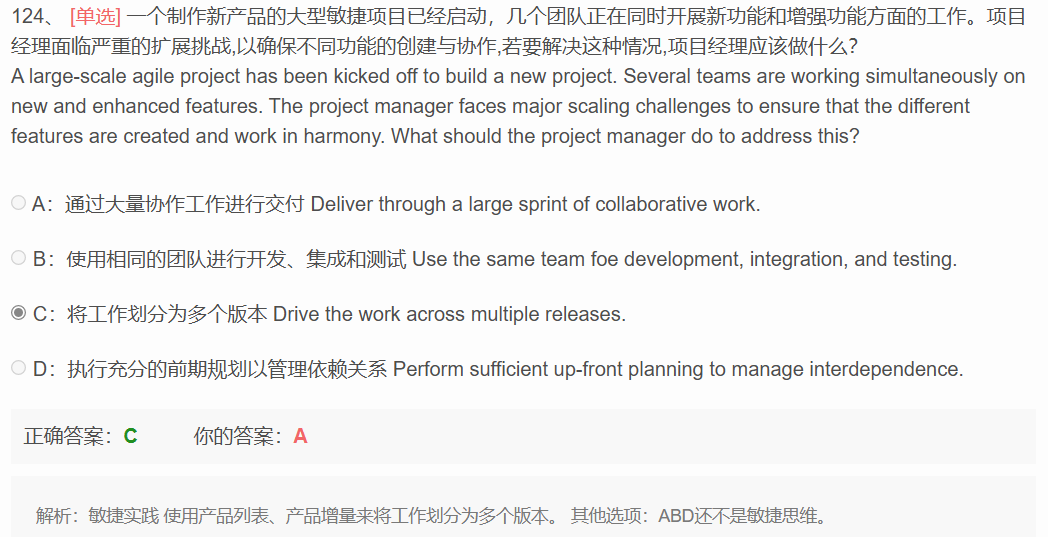 124、 [单选] 一个制作新产品的大型敏捷项目已经启动，几个团队正在同时开展新功能和增强功能方面的工作。项目
经理面临严重的扩展挑战,以确保不同功能的创建与协作,若要解决这种情况,项目经理应该做什么?
A large-scale agile project has been kicked off to build a new project. Several teams are working simultaneously on
new and enhanced features. The project manager faces major scaling challenges to ensure that the different
features are created and work in harmony. What should the project manager do to address this?
A：通过大量协作工作进行交付 Deliver through a large sprint of collaborative work.
B：使用相同的团队进行开发、集成和测试 Use the same team foe development, integration, and testing.
C：将工作划分为多个版本 Drive the work across multiple releases.
D：执行充分的前期规划以管理依赖关系 Perform sufficient up-front planning to manage interdependence.
正确答案：C 你的答案：A
解析：敏捷实践 使用产品列表、产品增量来将工作划分为多个版本。 其他选项：ABD还不是敏捷思维。